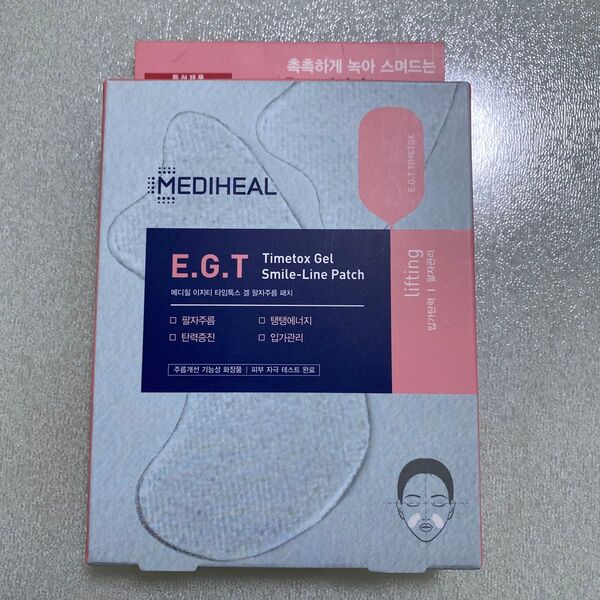 촉촉하게 녹아 스며드는
특허제품
MEDIHEAL
E.G.T TIMETOX
E.G.T
Timetox Gel
Smile-Line Patch
메디힐 이지티 타임톡스 겔 팔자주름 패치
팔자주름
탱탱에너지
탄력증진
입가관리
주름개선 기능성 화장품 | 피부 자극 테스트 완료
lifting
입가탄력 | 팔자관리